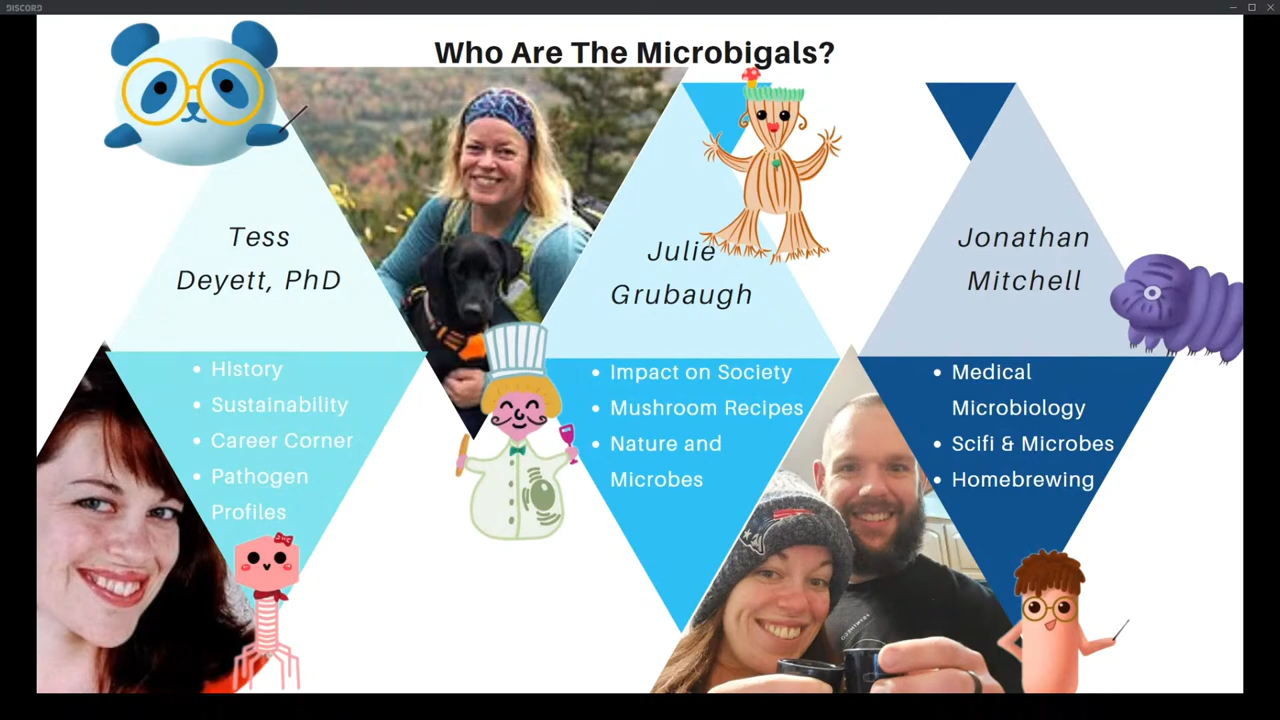 DISCORD
Who Are The Microbigals?
Tess
Deyett, PhD
• History
• Sustainability
• Career Corner
• Pathogen
Profiles
Julie
Grubaugh
• Impact on Society
• Mushroom Recipes
• Nature and
Microbes
Jonathan
Mitchell
• Medical
Microbiology
• Scifi & Microbes
• Homebrewing